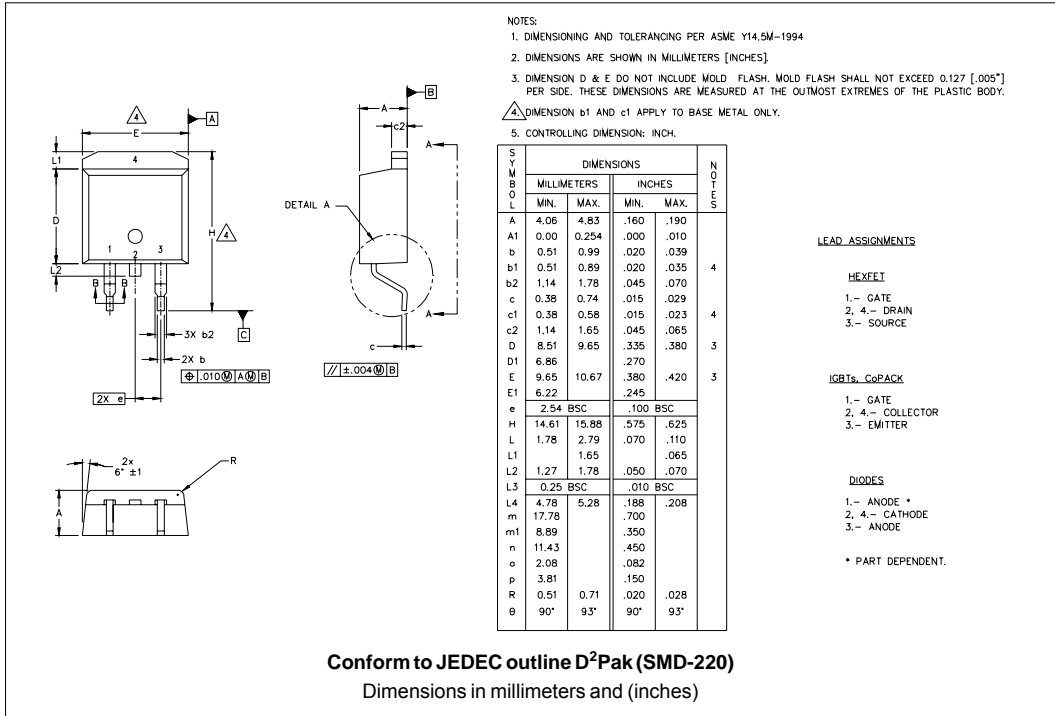 NOTES:
1. DIMENSIONING AND TOLERANCING PER ASME Y14.5M-1994
2. DIMENSIONS ARE SHOWN IN MILLIMETERS [INCHES].
3. DIMENSION D & E DO NOT INCLUDE MOLD FLASH. MOLD FLASH SHALL NOT EXCEED 0.127 [.005"]
PER SIDE. THESE DIMENSIONS ARE MEASURED AT THE OUTMOST EXTREMES OF THE PLASTIC BODY.
4. DIMENSION b1 AND c1 APPLY TO BASE METAL ONLY.
5. CONTROLLING DIMENSION: INCH.
4
E
A
L1
4
D
H
4
1
2
3
L2
B
B
3X b2
C
2X b
⌖ .010 Ⓜ A Ⓜ B
2X e
A
B
c2
A
DETAIL A
A
c
// ±.004 Ⓜ B
2x
6° ±1
R
A
SYMBOL DIMENSIONS NOTES
MILLIMETERS INCHES
MIN. MAX. MIN. MAX.
A 4.06 4.83 .160 .190
A1 0.00 0.254 .000 .010
b 0.51 0.99 .020 .039
b1 0.51 0.89 .020 .035 4
b2 1.14 1.78 .045 .070
c 0.38 0.74 .015 .029
c1 0.38 0.58 .015 .023 4
c2 1.14 1.65 .045 .065
D 8.51 9.65 .335 .380 3
D1 6.86 .270
E 9.65 10.67 .380 .420 3
E1 6.22 .245
e 2.54 BSC .100 BSC
H 14.61 15.88 .575 .625
L 1.78 2.79 .070 .110
L1 1.65 .065
L2 1.27 1.78 .050 .070
L3 0.25 BSC .010 BSC
L4 4.78 5.28 .188 .208
m 17.78 .700
m1 8.89 .350
n 11.43 .450
o 2.08 .082
p 3.81 .150
R 0.51 0.71 .020 .028
θ 90° 93° 90° 93°
LEAD ASSIGNMENTS
HEXFET
1.- GATE
2, 4.- DRAIN
3.- SOURCE
IGBTs, CoPACK
1.- GATE
2, 4.- COLLECTOR
3.- EMITTER
DIODES
1.- ANODE *
2, 4.- CATHODE
3.- ANODE
* PART DEPENDENT.
Conform to JEDEC outline D²Pak (SMD-220)
Dimensions in millimeters and (inches)